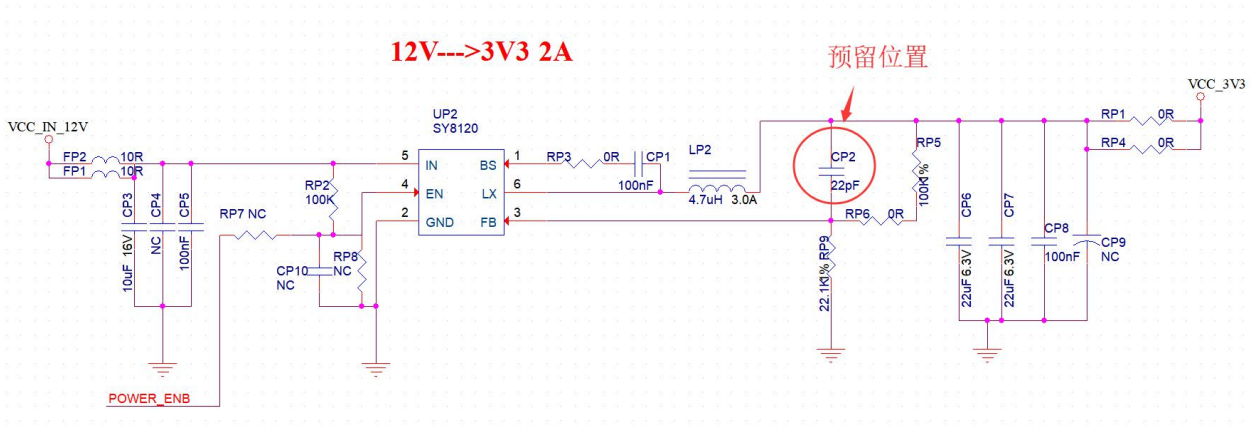 12V--->3V3 2A
预留位置
VCC_3V3
VCC_IN_12V
UP2
SY8120
FP2 10R
FP1 10R
5 IN
4 EN
2 GND
BS 1
LX 6
FB 3
RP3 0R
CP1
100nF
LP2
4.7uH 3.0A
CP2
22pF
RP5
100K1%
RP6 0R
RP9
22.1K1%
RP1 0R
RP4 0R
CP3
10uF 16V
CP4
NC
CP5
100nF
RP2
100K
RP7 NC
CP10
NC
RP8
NC
CP6
22uF 6.3V
CP7
22uF 6.3V
CP8
100nF
CP9
NC
POWER_ENB